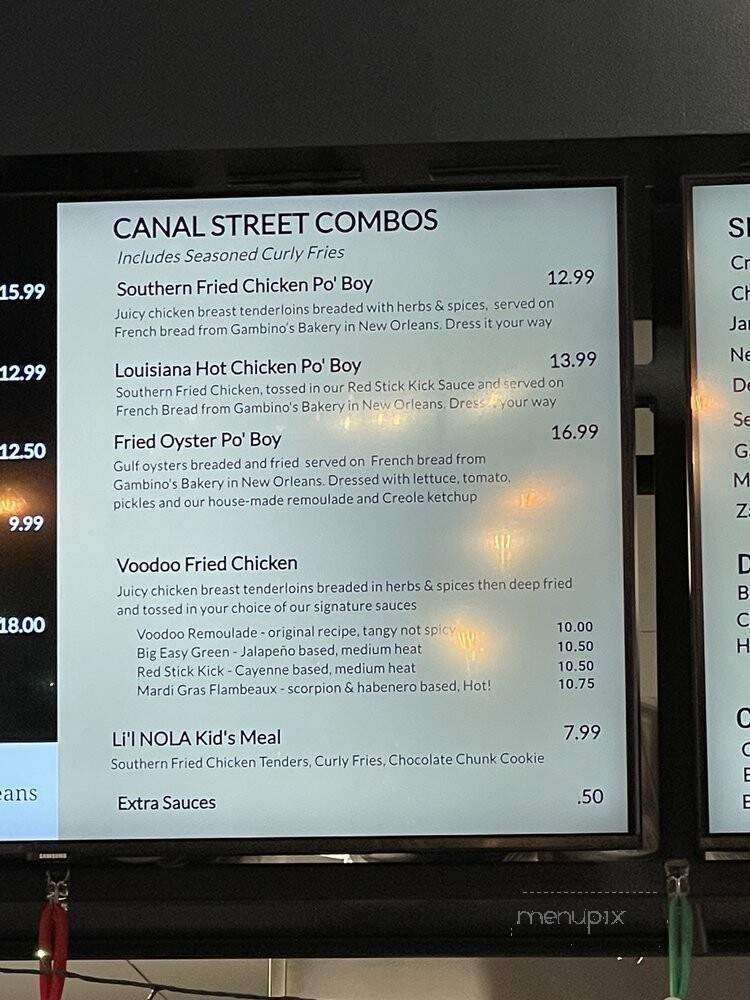 15.99
12.99
12.50
9.99
18.00
eans
CANAL STREET COMBOS
Includes Seasoned Curly Fries
Southern Fried Chicken Po' Boy 12.99
Juicy chicken breast tenderloins breaded with herbs & spices, served on
French bread from Gambino's Bakery in New Orleans. Dress it your way
Louisiana Hot Chicken Po' Boy 13.99
Southern Fried Chicken, tossed in our Red Stick Kick Sauce and served on
French Bread from Gambino's Bakery in New Orleans. Dress your way
Fried Oyster Po' Boy 16.99
Gulf oysters breaded and fried served on French bread from
Gambino's Bakery in New Orleans. Dressed with lettuce, tomato,
pickles and our house-made remoulade and Creole ketchup
Voodoo Fried Chicken
Juicy chicken breast tenderloins breaded in herbs & spices then deep fried
and tossed in your choice of our signature sauces
Voodoo Remoulade - original recipe, tangy not spicy 10.00
Big Easy Green - Jalapeño based, medium heat 10.50
Red Stick Kick - Cayenne based, medium heat 10.50
Mardi Gras Flambeaux - scorpion & habenero based, Hot! 10.75
Li'l NOLA Kid's Meal 7.99
Southern Fried Chicken Tenders, Curly Fries, Chocolate Chunk Cookie
Extra Sauces .50
SAMSUNG
Cr
Ch
Jar
Ne
De
Se
G
M
Z
D
B
C
H
C
C
E
B
menupix